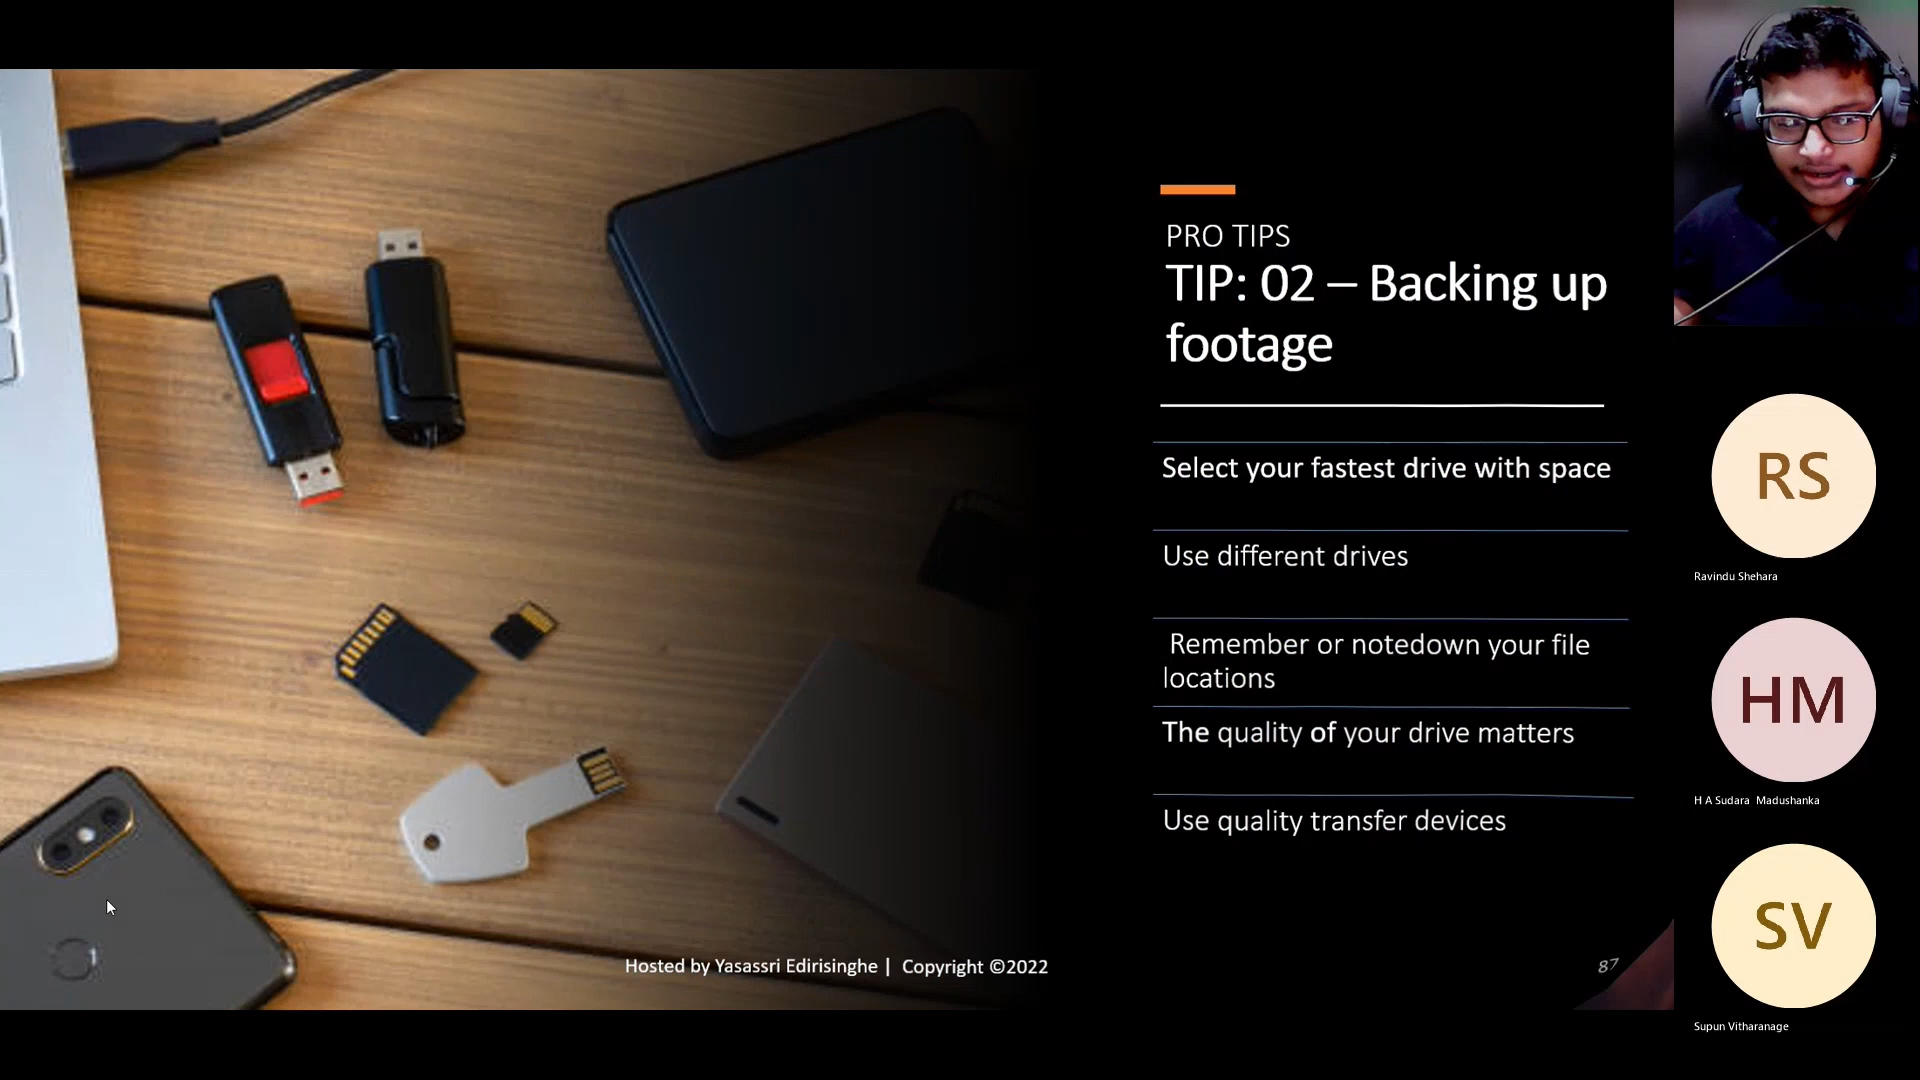 PRO TIPS
TIP: 02 – Backing up
footage
Select your fastest drive with space
Use different drives
Remember or notedown your file
locations
The quality of your drive matters
Use quality transfer devices
Hosted by Yasassri Edirisinghe | Copyright ©2022
87
RS
Ravindu Shehara
HM
H A Sudara Madushanka
SV
Supun Vitharanage